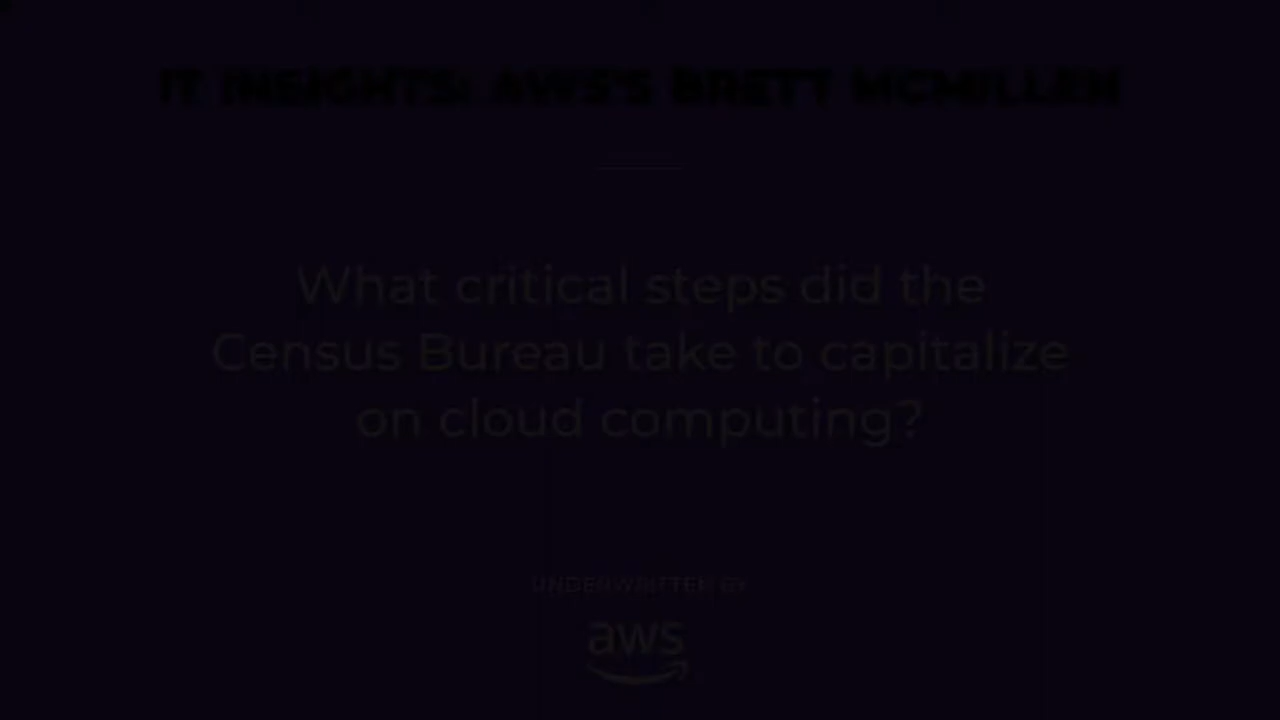 IT INSIGHTS: AWS'S BRETT MCMILLEN
What critical steps did the
Census Bureau take to capitalize
on cloud computing?
UNDERWRITTEN BY
aws